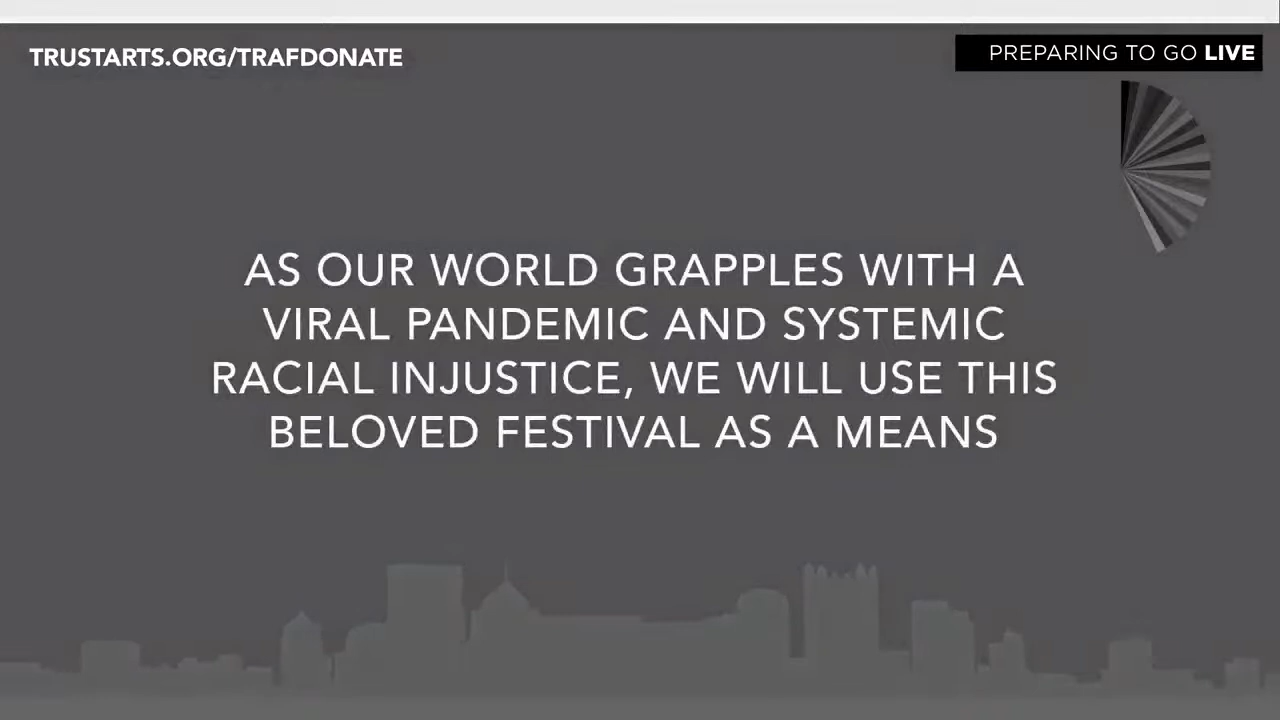 TRUSTARTS.ORG/TRAFDONATE
PREPARING TO GO LIVE
AS OUR WORLD GRAPPLES WITH A
VIRAL PANDEMIC AND SYSTEMIC
RACIAL INJUSTICE, WE WILL USE THIS
BELOVED FESTIVAL AS A MEANS